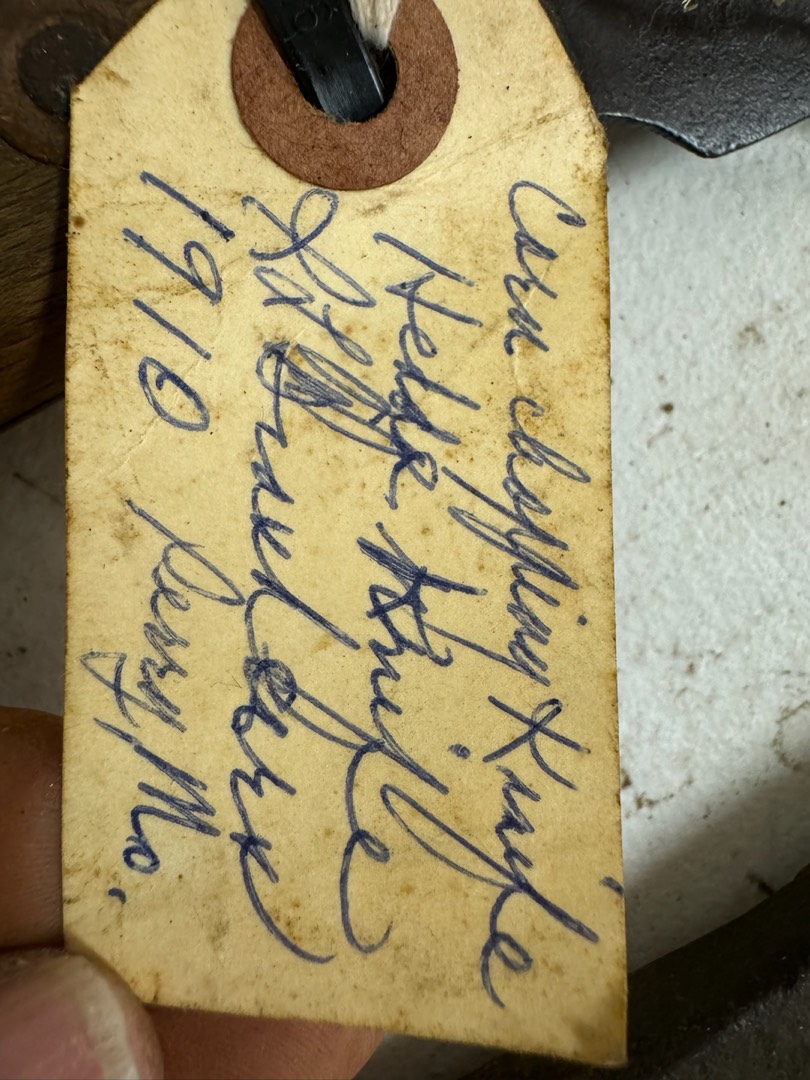 Corn chopping Knife
Hedge Knife
1910 Perry, Mo.